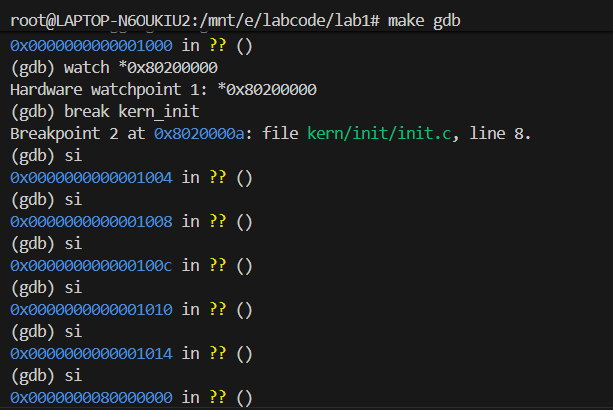 root@LAPTOP-N6OUKIU2:/mnt/e/labcode/lab1# make gdb
0x0000000000001000 in ?? ()
(gdb) watch *0x80200000
Hardware watchpoint 1: *0x80200000
(gdb) break kern_init
Breakpoint 2 at 0x8020000a: file kern/init/init.c, line 8.
(gdb) si
0x0000000000001004 in ?? ()
(gdb) si
0x0000000000001008 in ?? ()
(gdb) si
0x000000000000100c in ?? ()
(gdb) si
0x0000000000001010 in ?? ()
(gdb) si
0x0000000000001014 in ?? ()
(gdb) si
0x0000000080000000 in ?? ()